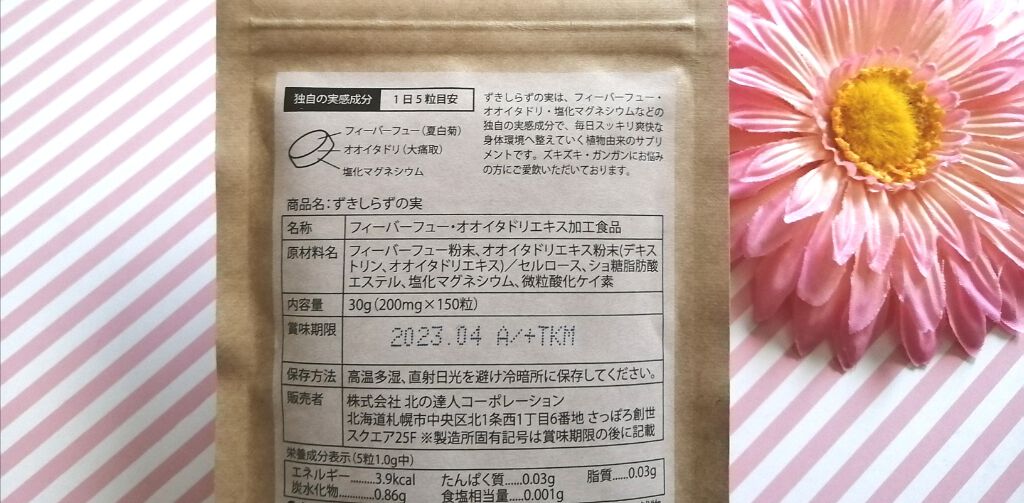 独自の実感成分 1日5粒目安
フィーバーフュー(夏白菊)
オオイタドリ(大痛取)
塩化マグネシウム
ずきしらずの実は、フィーバーフュー・
オオイタドリ・塩化マグネシウムなどの
独自の実感成分で、毎日スッキリ爽快な
身体環境へ整えていく植物由来のサプリ
メントです。ズキズキ・ガンガンにお悩み
の方にご愛飲いただいております。
商品名:ずきしらずの実
名称 フィーバーフュー・オオイタドリエキス加工食品
原材料名 フィーバーフュー粉末、オオイタドリエキス粉末(デキス
トリン、オオイタドリエキス)/セルロース、ショ糖脂肪酸
エステル、塩化マグネシウム、微粒酸化ケイ素
内容量 30g(200mg×150粒)
賞味期限 2023.04 A/+TKM
保存方法 高温多湿、直射日光を避け冷暗所に保存してください。
販売者 株式会社 北の達人コーポレーション
北海道札幌市中央区北1条西1丁目6番地 さっぽろ創世
スクエア25F ※製造所固有記号は賞味期限の後に記載
栄養成分表示(5粒1.0g中)
エネルギー........3.9kcal たんぱく質.....0.03g 脂質.....0.03g
炭水化物............0.86g 食塩相当量.....0.001g